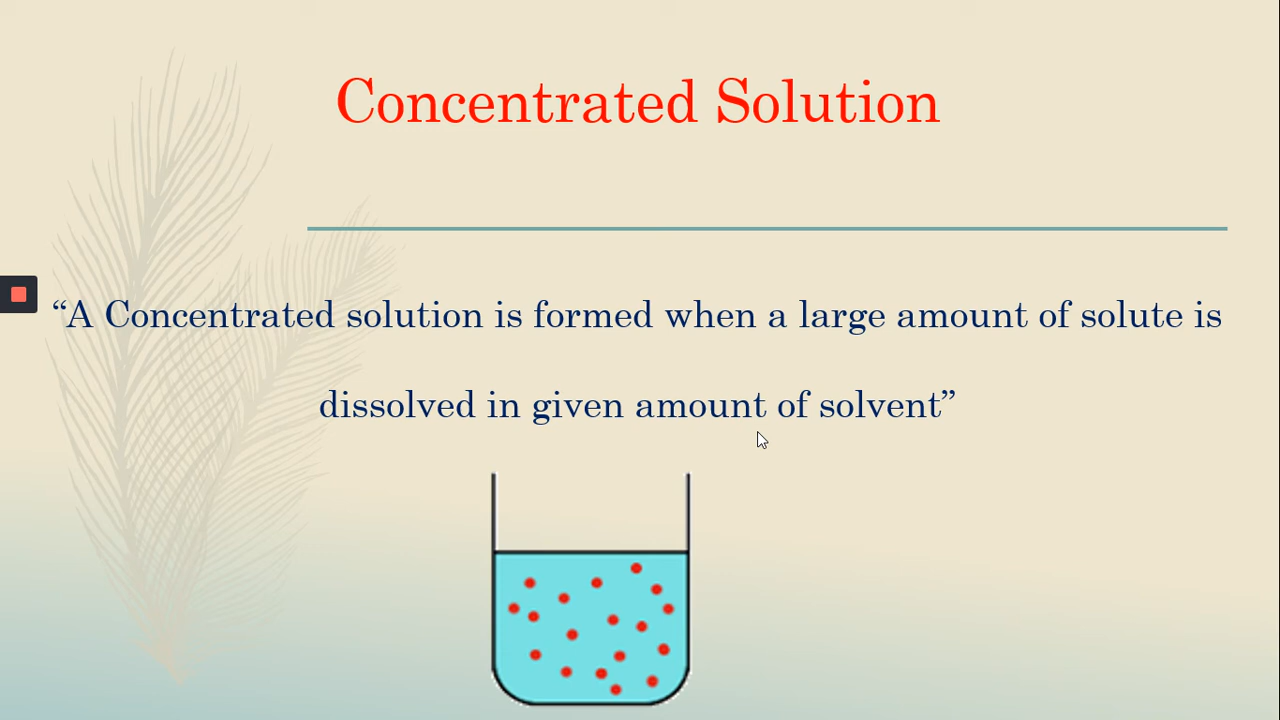 Concentrated Solution
“A Concentrated solution is formed when a large amount of solute is
dissolved in given amount of solvent”